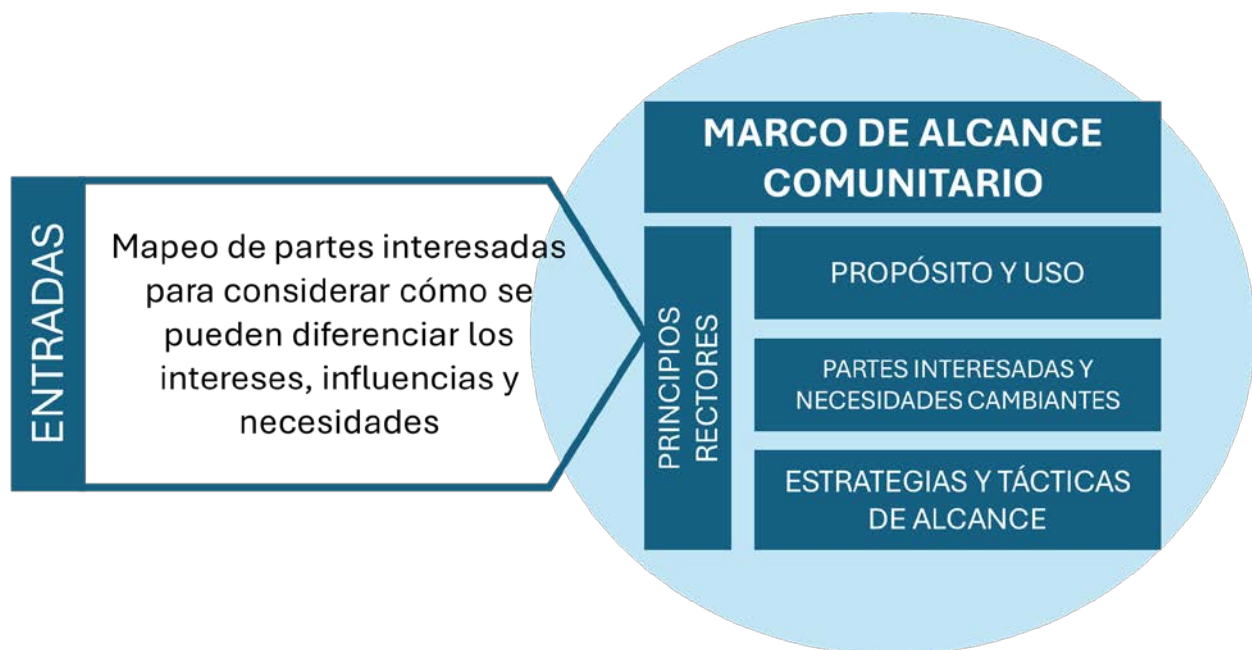 ENTRADAS
Mapeo de partes interesadas
para considerar cómo se
pueden diferenciar los
intereses, influencias y
necesidades
MARCO DE ALCANCE
COMUNITARIO
PRINCIPIOS
RECTORES
PROPÓSITO Y USO
PARTES INTERESADAS Y
NECESIDADES CAMBIANTES
ESTRATEGIAS Y TÁCTICAS
DE ALCANCE